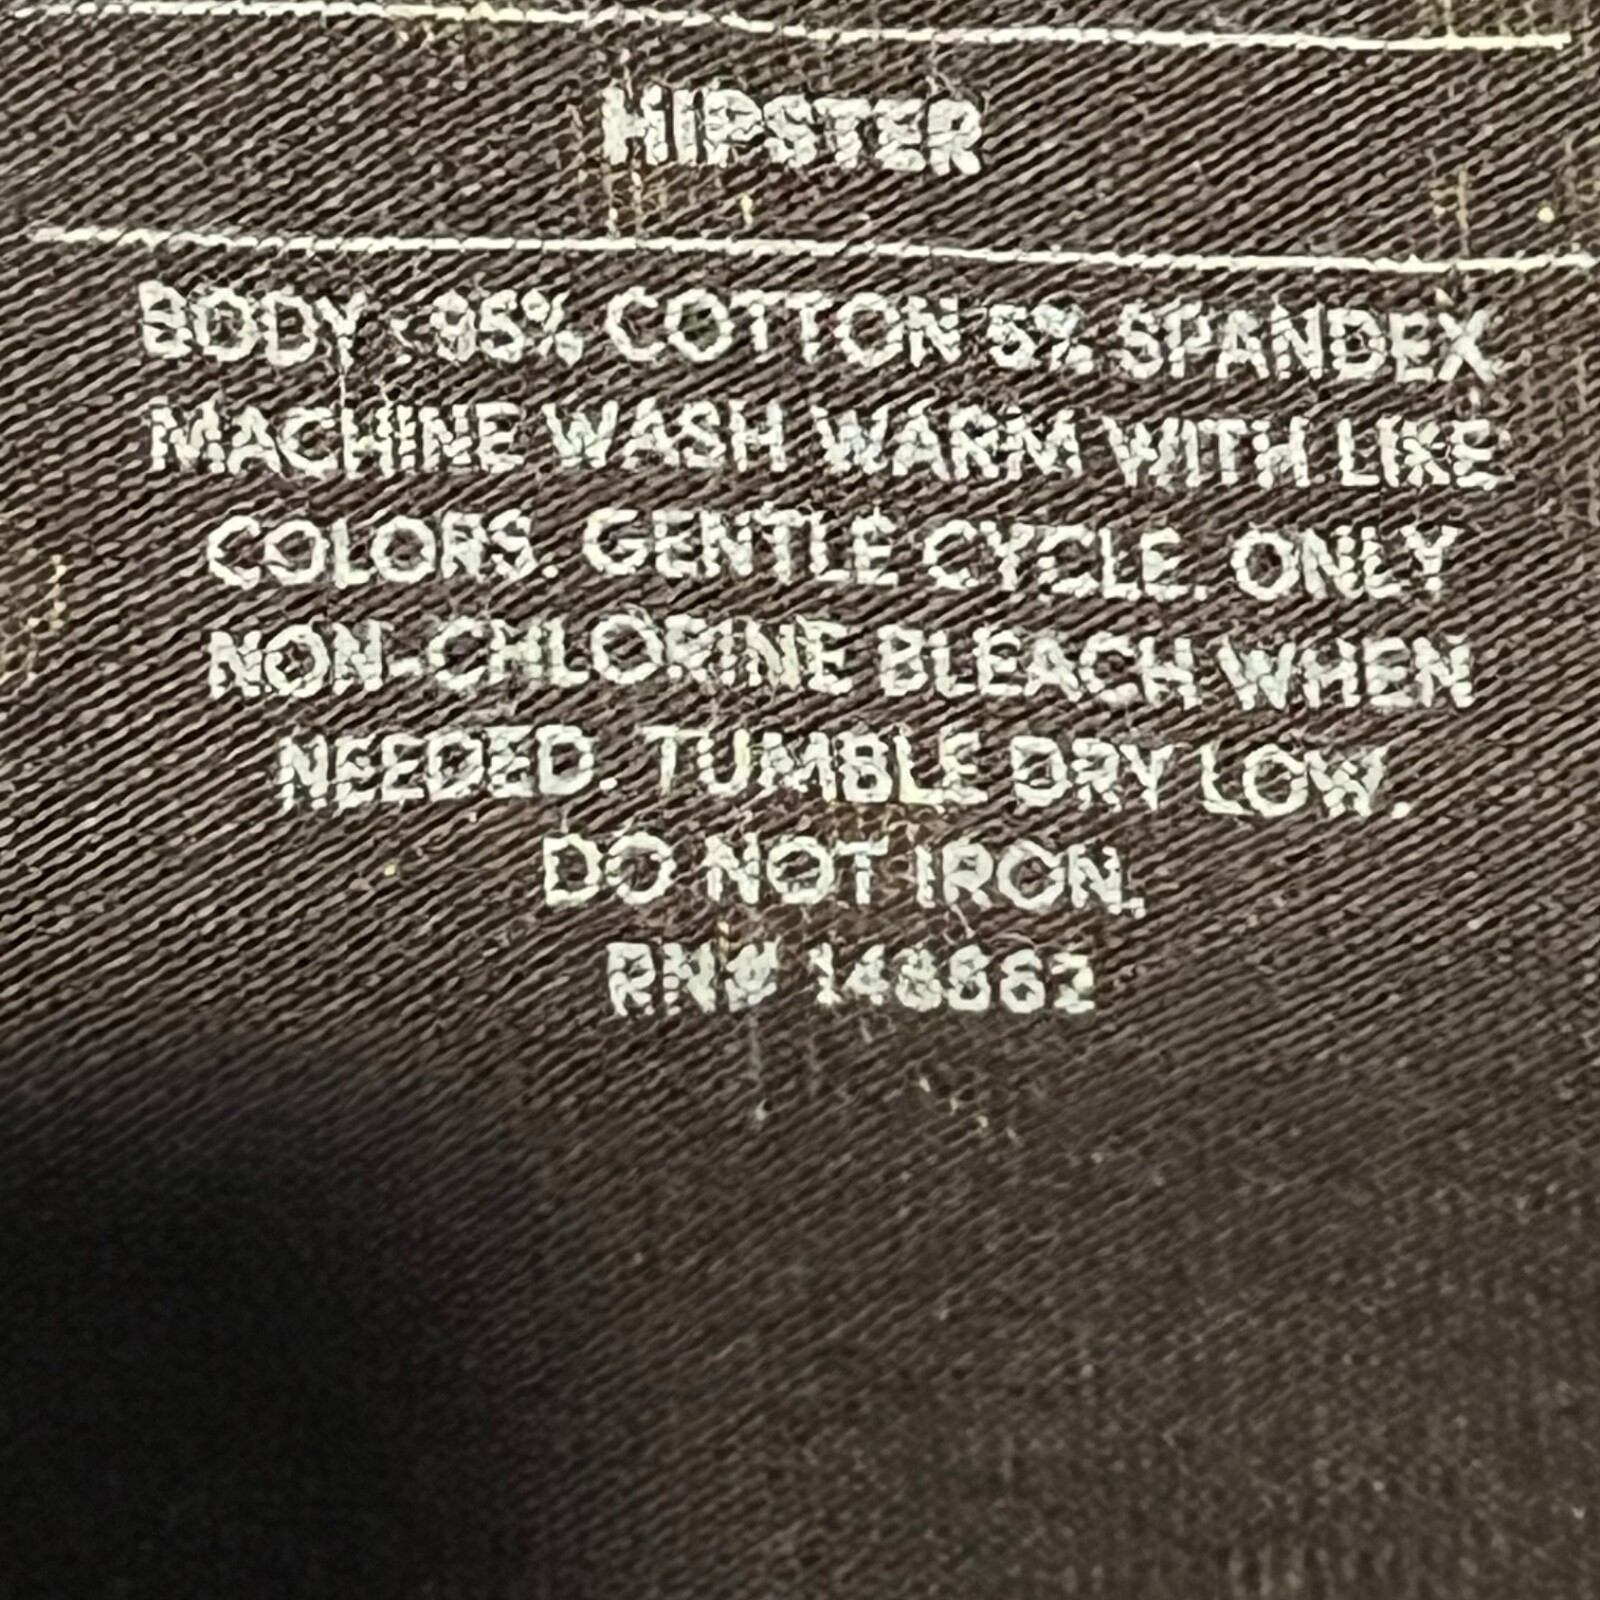 HIPSTER
BODY : 95% COTTON 5% SPANDEX
MACHINE WASH WARM WITH LIKE
COLORS. GENTLE CYCLE. ONLY
NON-CHLORINE BLEACH WHEN
NEEDED. TUMBLE DRY LOW.
DO NOT IRON.
RN#